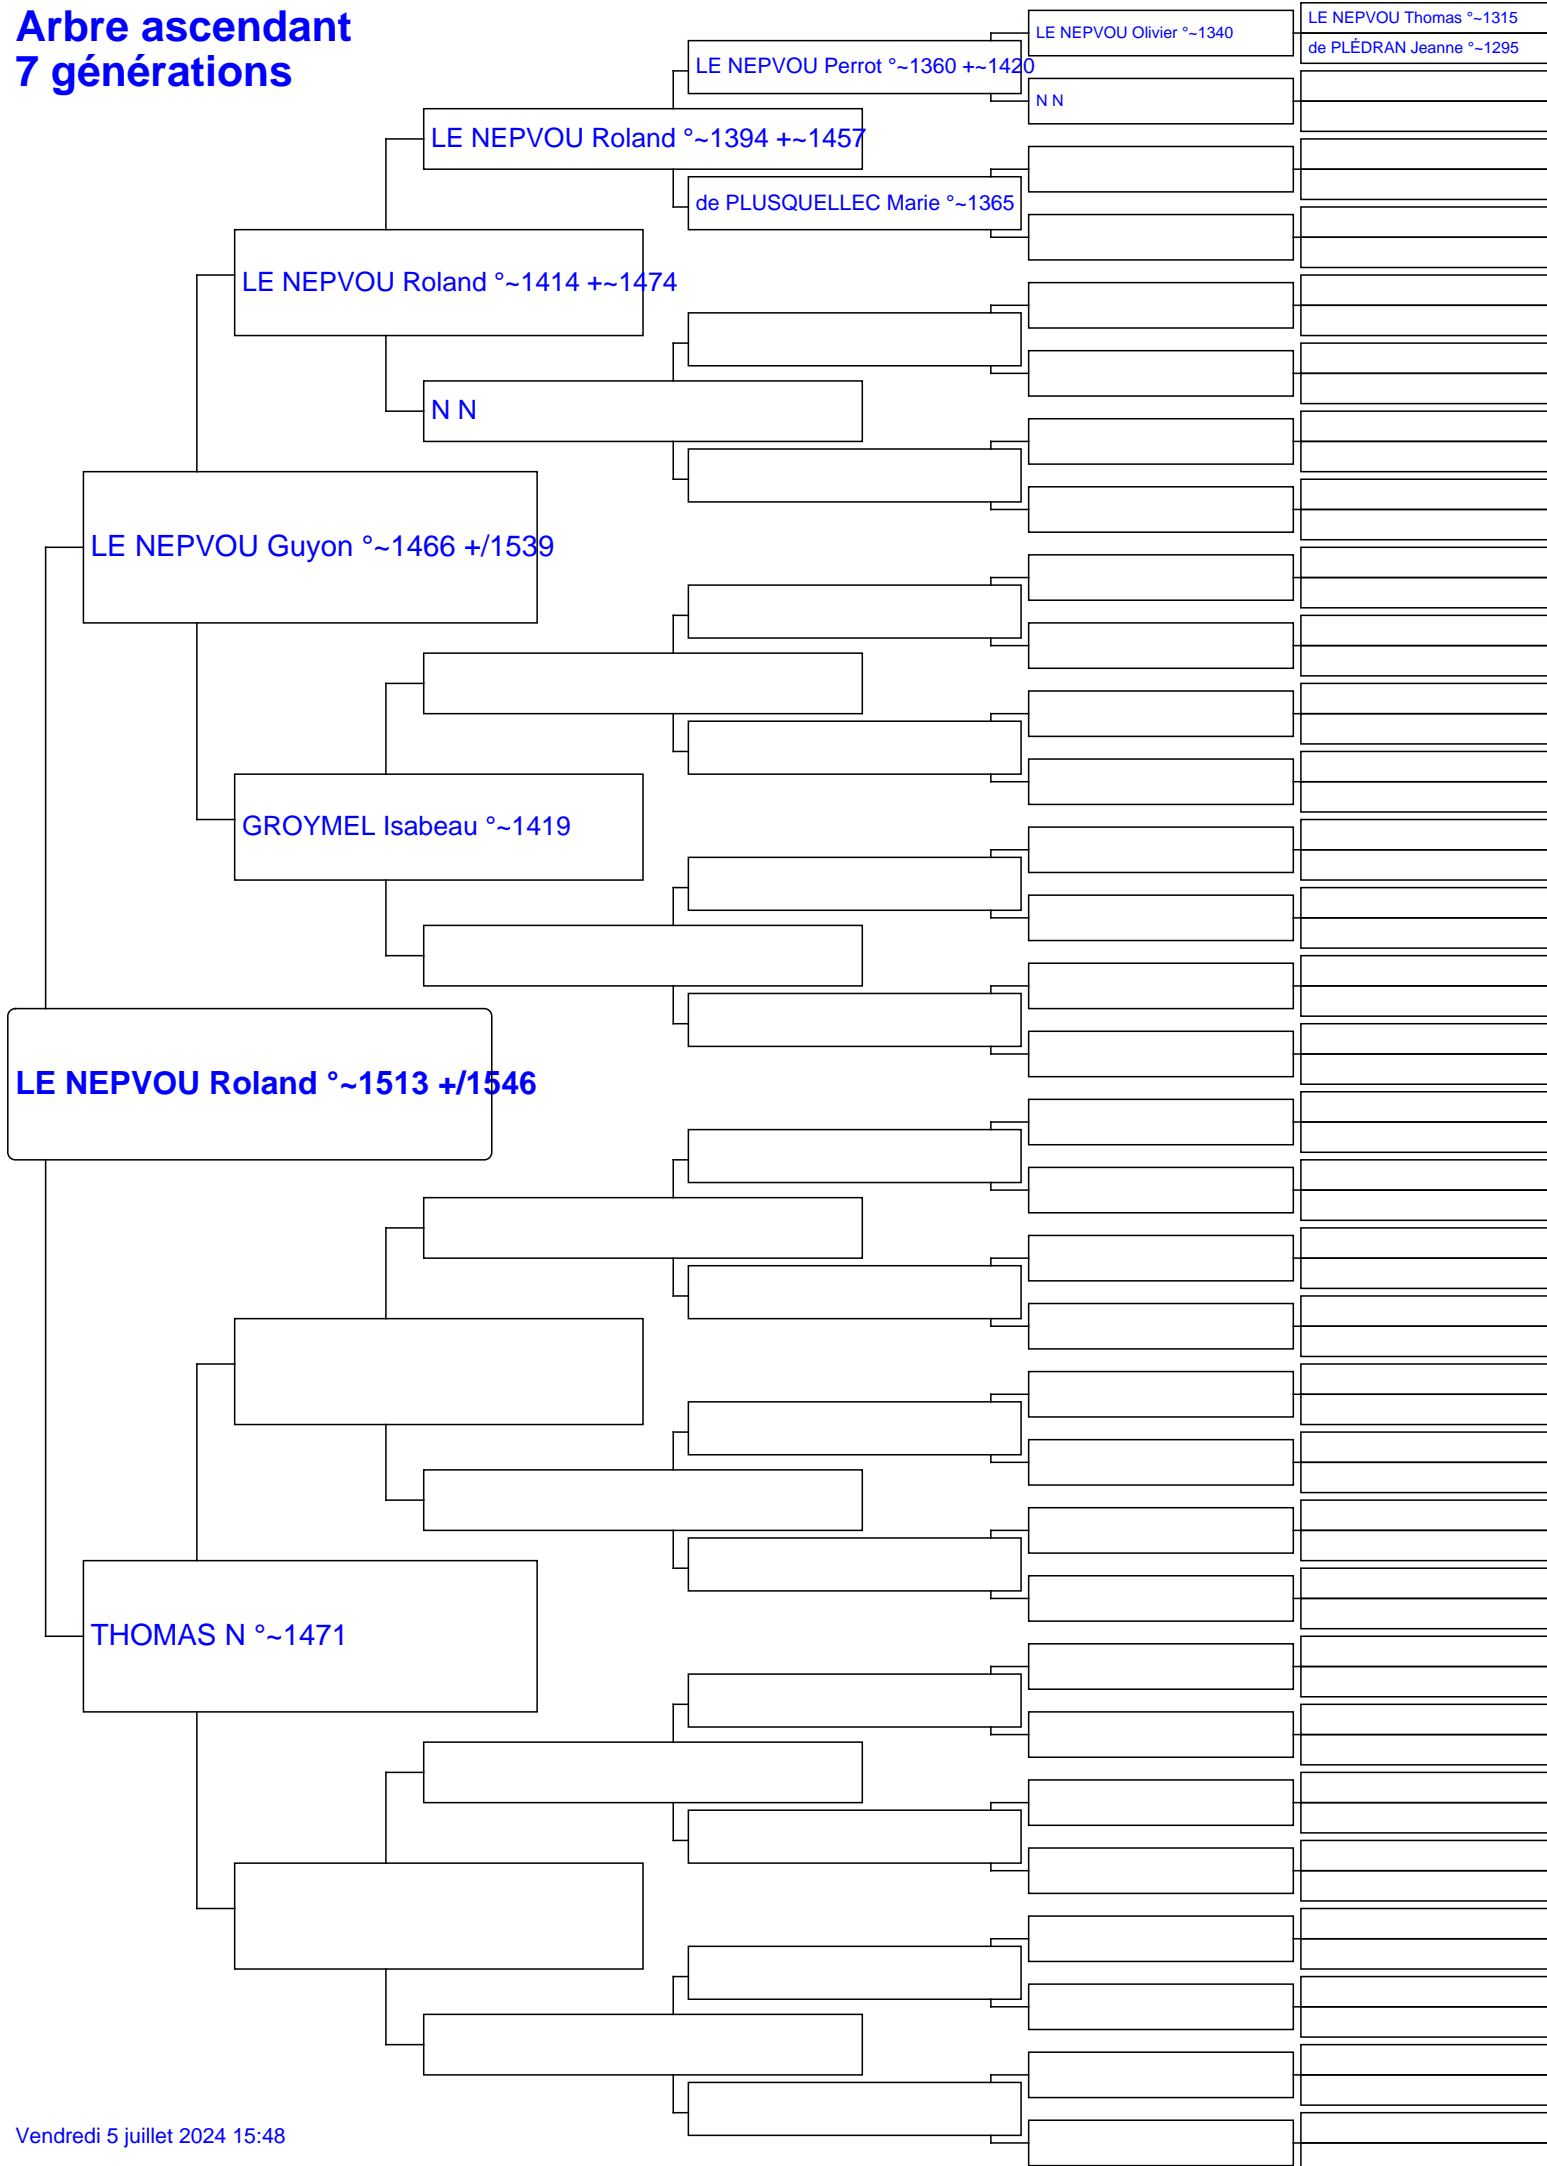 Arbre ascendant
7 générations
LE NEPVOU Thomas °~1315
de PLÉDRAN Jeanne °~1295
LE NEPVOU Olivier °~1340
LE NEPVOU Perrot °~1360 +~1420
N N
LE NEPVOU Roland °~1394 +~1457
de PLUSQUELLEC Marie °~1365
LE NEPVOU Roland °~1414 +~1474
N N
LE NEPVOU Guyon °~1466 +/1539
GROYMEL Isabeau °~1419
LE NEPVOU Roland °~1513 +/1546
THOMAS N °~1471
Vendredi 5 juillet 2024 15:48